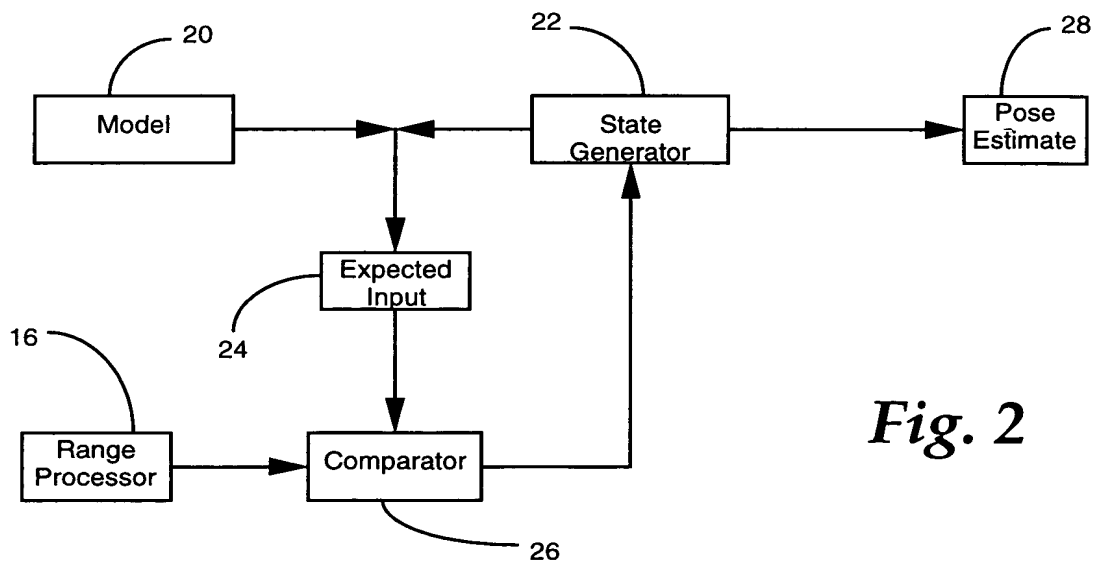 20
22
28
Model
State
Generator
Pose
Estimate
Expected
Input
24
16
Range
Processor
Comparator
26
Fig. 2